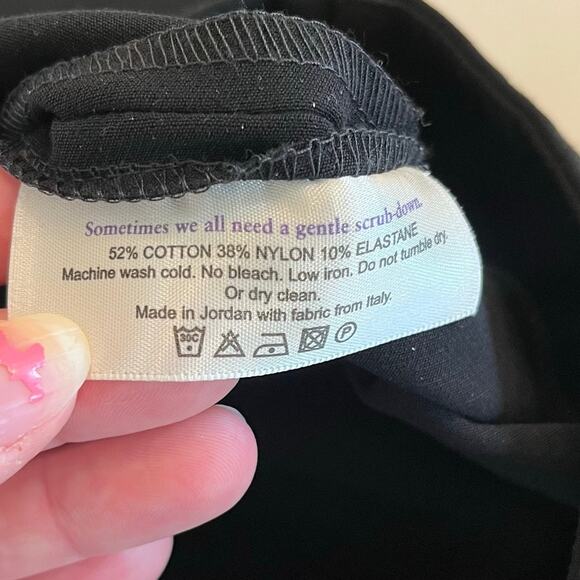 Sometimes we all need a gentle scrub-down.
52% COTTON 38% NYLON 10% ELASTANE
Machine wash cold. No bleach. Low iron. Do not tumble dry.
Or dry clean.
Made in Jordan with fabric from Italy.
30C P